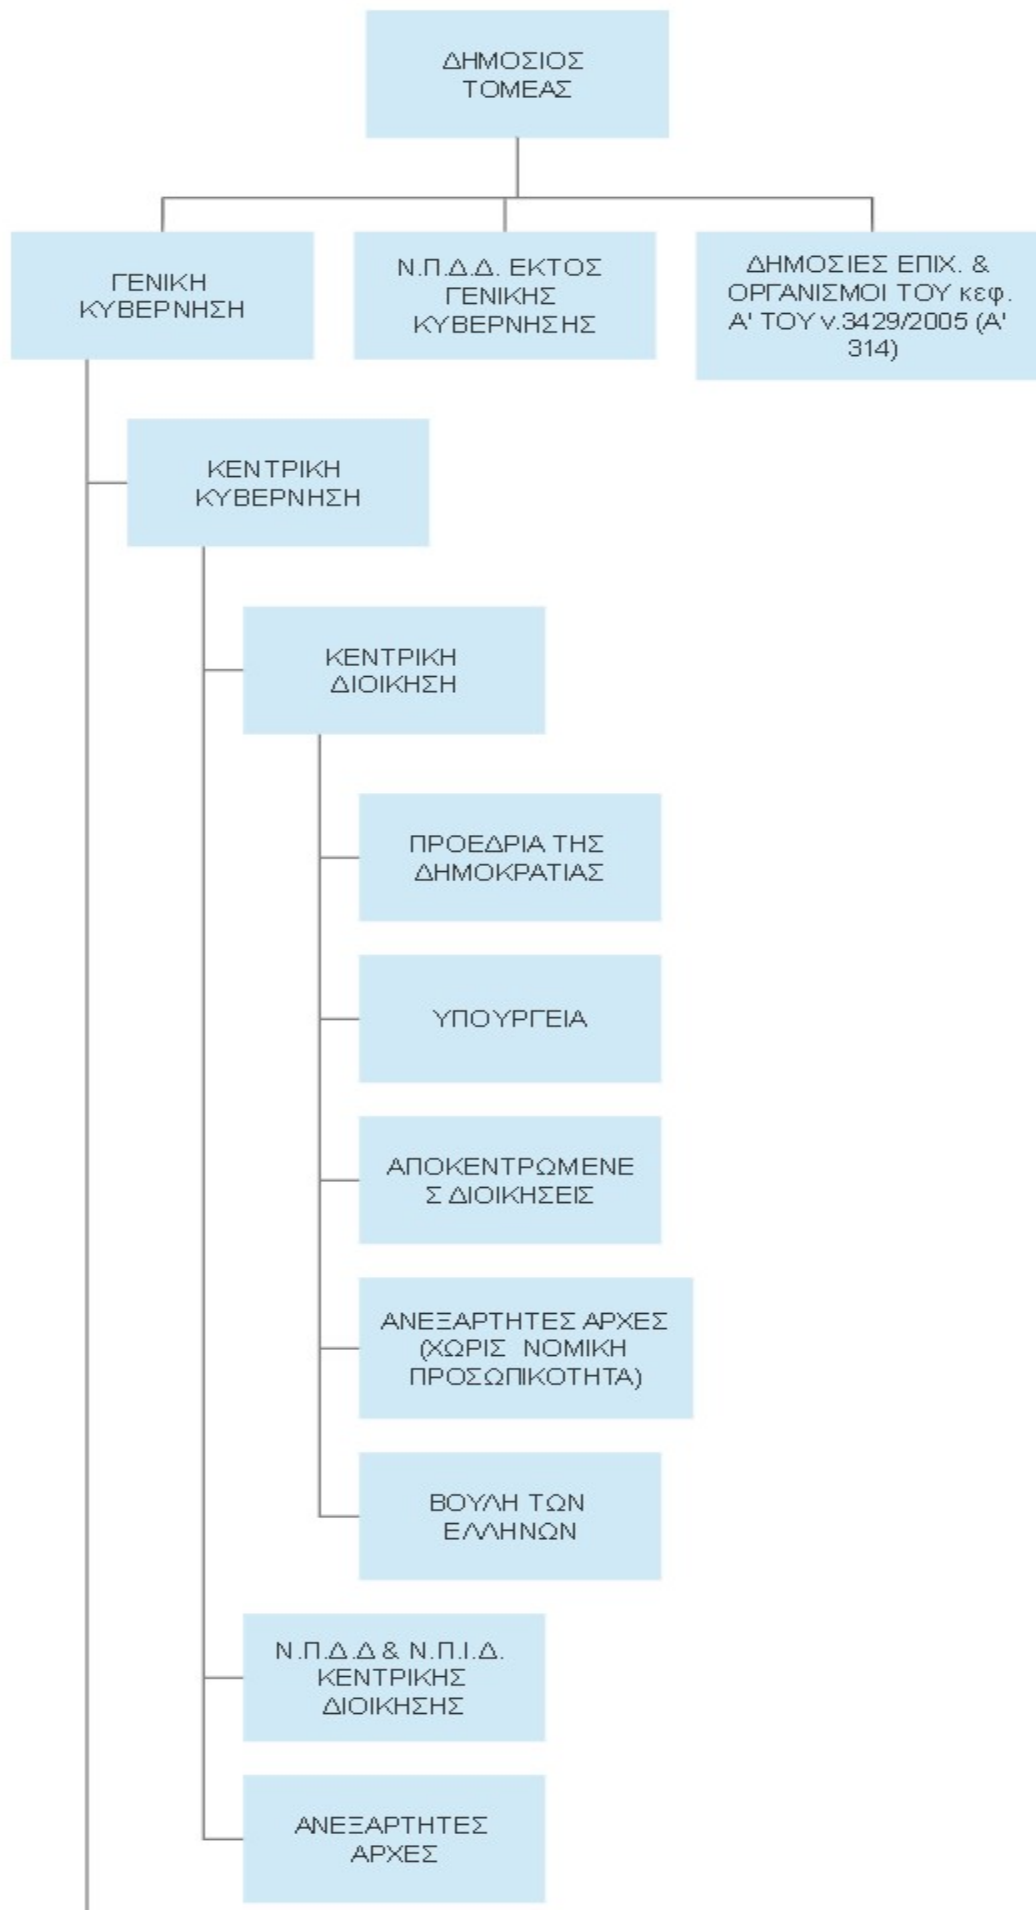 ΔΗΜΟΣΙΟΣ
ΤΟΜΕΑΣ
ΓΕΝΙΚΗ
ΚΥΒΕΡΝΗΣΗ
Ν.Π.Δ.Δ. ΕΚΤΟΣ
ΓΕΝΙΚΗΣ
ΚΥΒΕΡΝΗΣΗΣ
ΔΗΜΟΣΙΕΣ ΕΠΙΧ. &
ΟΡΓΑΝΙΣΜΟΙ ΤΟΥ κεφ.
Α' ΤΟΥ ν.3429/2005 (Α'
314)
ΚΕΝΤΡΙΚΗ
ΚΥΒΕΡΝΗΣΗ
ΚΕΝΤΡΙΚΗ
ΔΙΟΙΚΗΣΗ
ΠΡΟΕΔΡΙΑ ΤΗΣ
ΔΗΜΟΚΡΑΤΙΑΣ
ΥΠΟΥΡΓΕΙΑ
ΑΠΟΚΕΝΤΡΩΜΕΝΕ
Σ ΔΙΟΙΚΗΣΕΙΣ
ΑΝΕΞΑΡΤΗΤΕΣ ΑΡΧΕΣ
(ΧΩΡΙΣ ΝΟΜΙΚΗ
ΠΡΟΣΩΠΙΚΟΤΗΤΑ)
ΒΟΥΛΗ ΤΩΝ
ΕΛΛΗΝΩΝ
Ν.Π.Δ.Δ & Ν.Π.Ι.Δ.
ΚΕΝΤΡΙΚΗΣ
ΔΙΟΙΚΗΣΗΣ
ΑΝΕΞΑΡΤΗΤΕΣ
ΑΡΧΕΣ